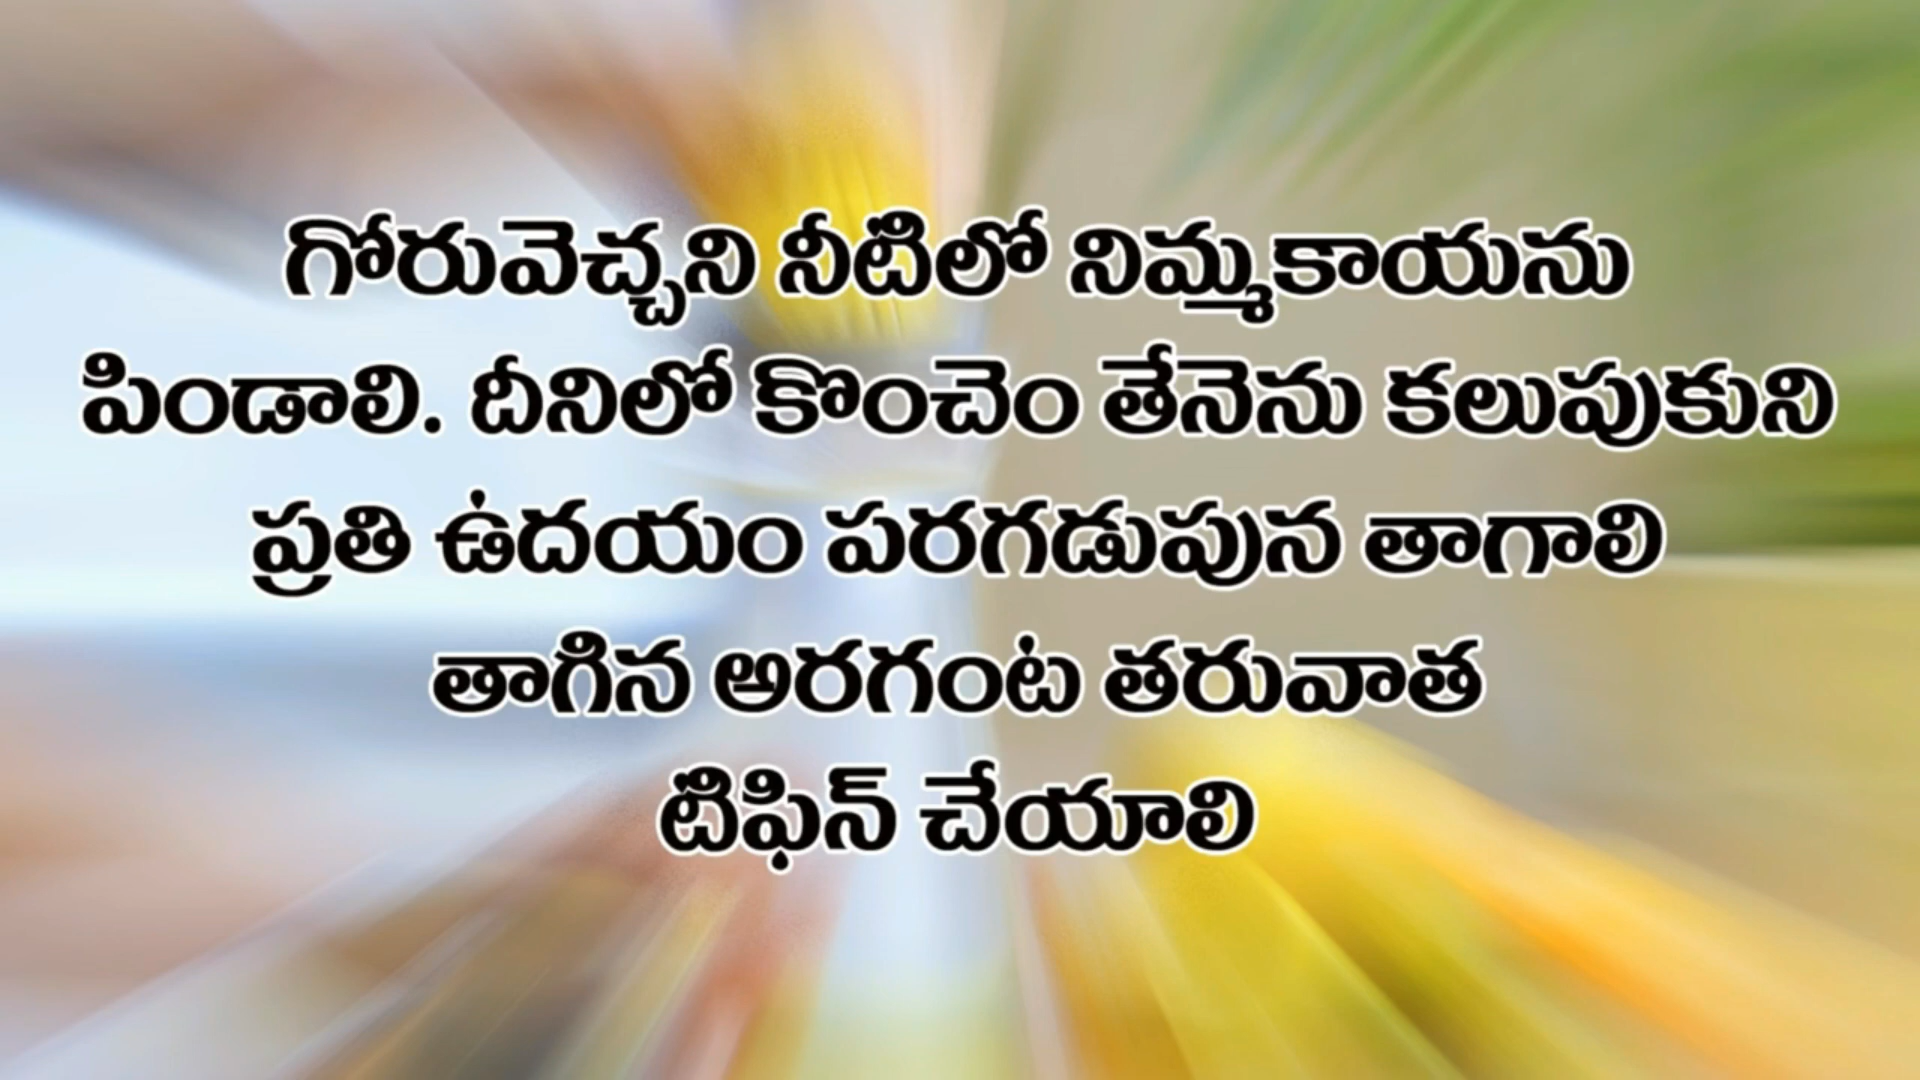 గోరువెచ్చని నీటిలో నిమ్మకాయను
పిండాలి. దీనిలో కొంచెం తేనెను కలుపుకుని
ప్రతి ఉదయం పరగడుపున తాగాలి
తాగిన అరగంట తరువాత
టిఫిన్ చేయాలి